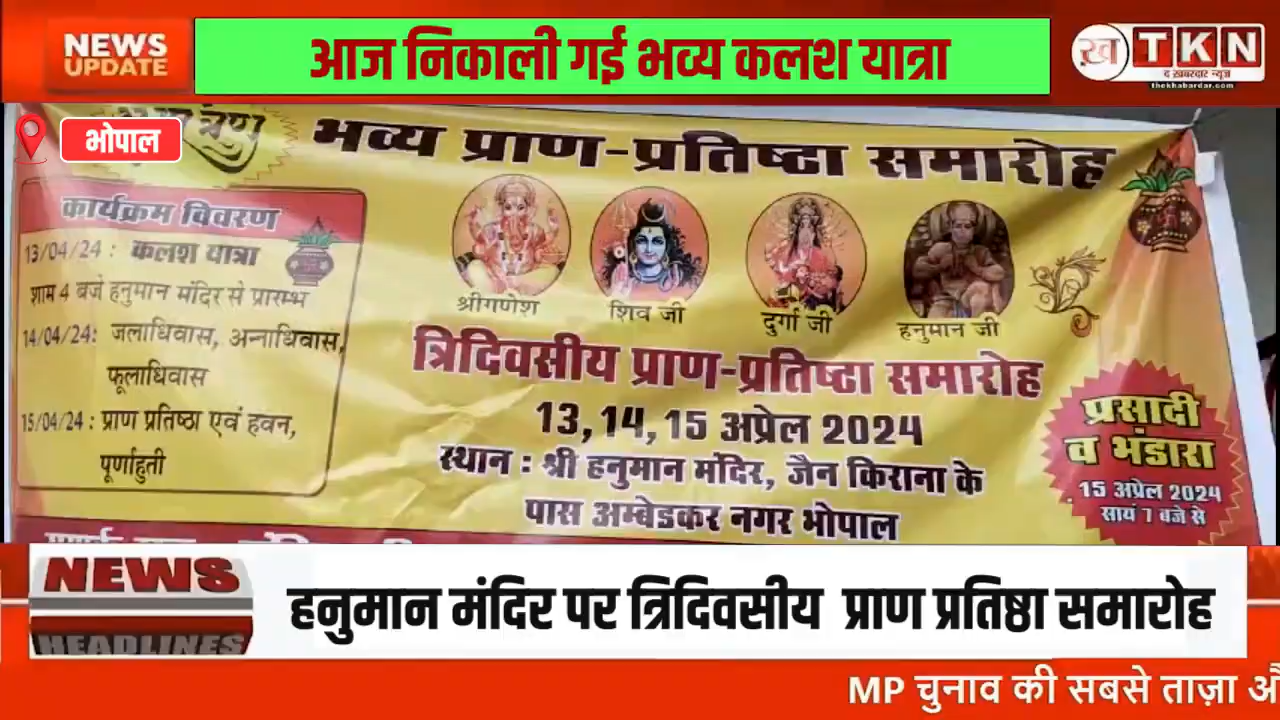 NEWS
UPDATE
आज निकाली गई भव्य कलश यात्रा
ख़ TKN
द ख़बरदार न्यूज़
thekhabardar.com
भोपाल
भव्य प्राण-प्रतिष्ठा समारोह
कार्यक्रम विवरण
13/04/24 : कलश यात्रा
शाम 4 बजे हनुमान मंदिर से प्रारम्भ
14/04/24: जलाधिवास, अन्नाधिवास,
फूलाधिवास
15/04/24 : प्राण प्रतिष्ठा एवं हवन,
पूर्णाहुती
श्रीगणेश
शिव जी
दुर्गा जी
हनुमान जी
त्रिदिवसीय प्राण-प्रतिष्ठा समारोह
13, 14, 15 अप्रेल 2024
स्थान : श्री हनुमान मंदिर, जैन किराना के
पास अम्बेडकर नगर भोपाल
प्रसादी
व भंडारा
15 अप्रेल 2024
सायं 7 बजे से
NEWS
HEADLINES
हनुमान मंदिर पर त्रिदिवसीय प्राण प्रतिष्ठा समारोह
MP चुनाव की सबसे ताज़ा